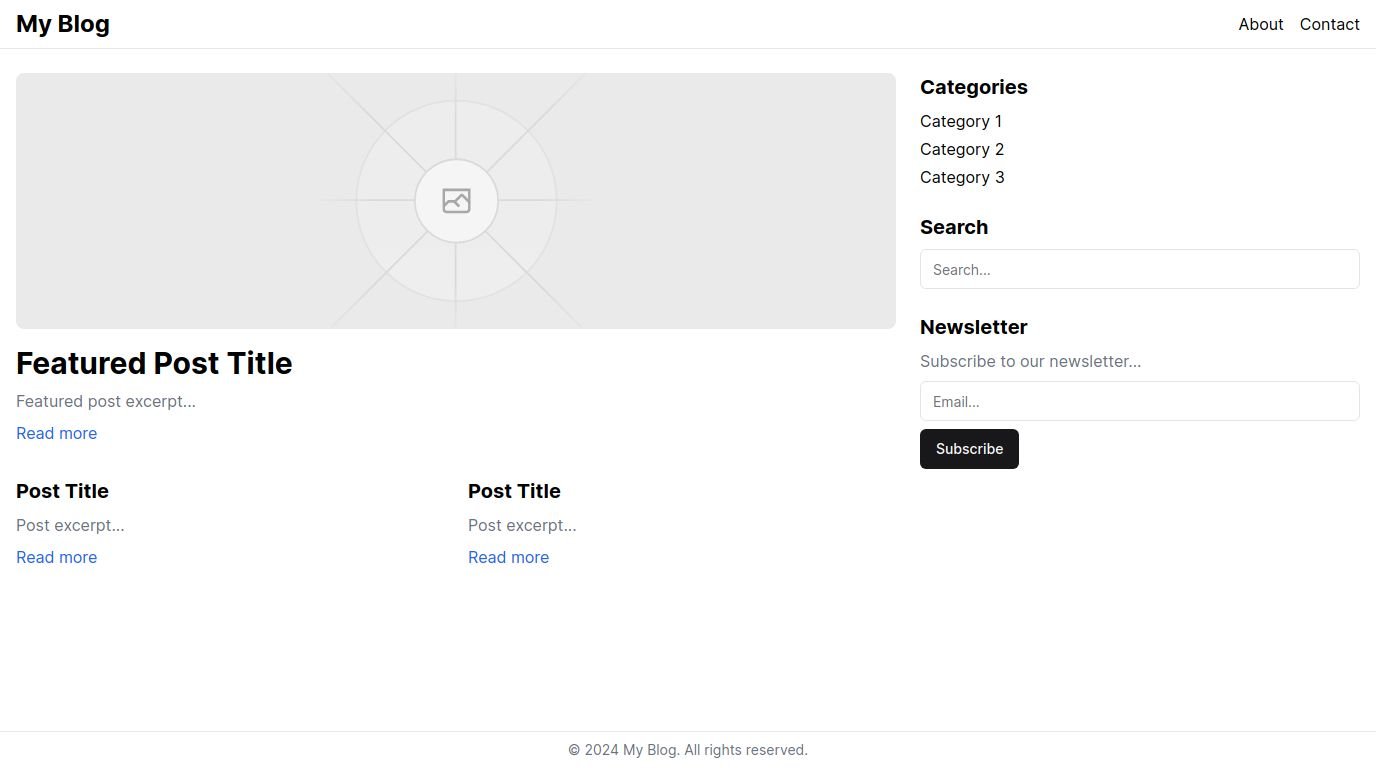 My Blog
About
Contact
Featured Post Title
Featured post excerpt...
Read more
Post Title
Post excerpt...
Read more
Post Title
Post excerpt...
Read more
Categories
Category 1
Category 2
Category 3
Search
Search...
Newsletter
Subscribe to our newsletter...
Email...
Subscribe
© 2024 My Blog. All rights reserved.